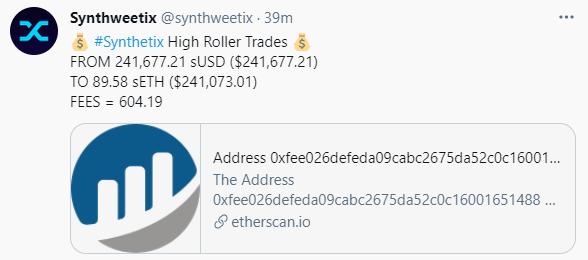 Synthweetix @synthweetix · 39m
💰 #Synthetix High Roller Trades 💰
FROM 241,677.21 sUSD ($241,677.21)
TO 89.58 sETH ($241,073.01)
FEES = 604.19
Address 0xfee026defeda09cabc2675da52c0c16001...
The Address
0xfee026defeda09cabc2675da52c0c16001651488 ...
etherscan.io